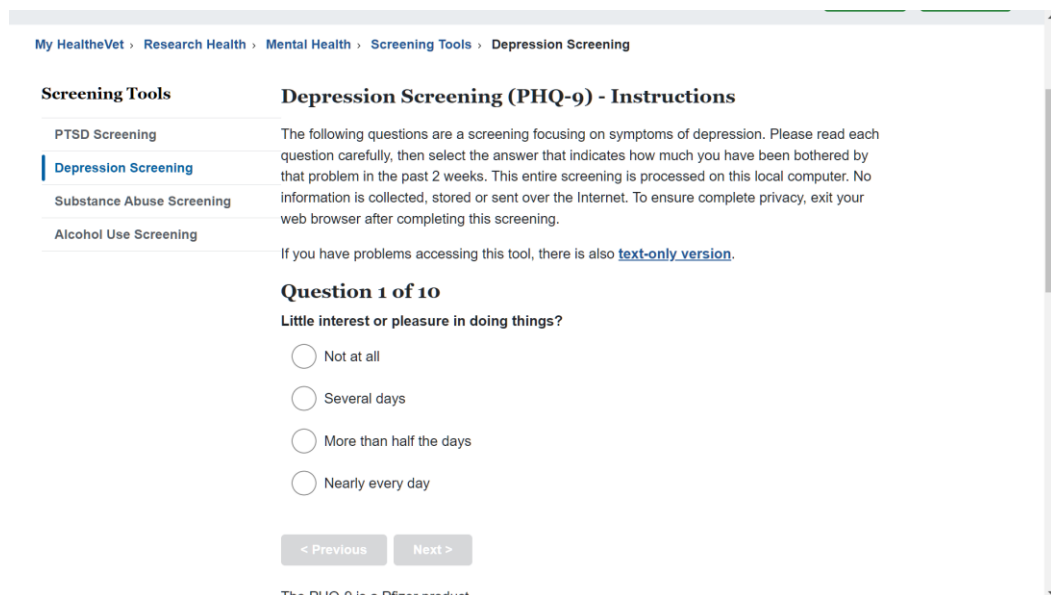 My HealtheVet › Research Health › Mental Health › Screening Tools › Depression Screening
Screening Tools
PTSD Screening
Depression Screening
Substance Abuse Screening
Alcohol Use Screening
Depression Screening (PHQ-9) - Instructions
The following questions are a screening focusing on symptoms of depression. Please read each
question carefully, then select the answer that indicates how much you have been bothered by
that problem in the past 2 weeks. This entire screening is processed on this local computer. No
information is collected, stored or sent over the Internet. To ensure complete privacy, exit your
web browser after completing this screening.
If you have problems accessing this tool, there is also text-only version.
Question 1 of 10
Little interest or pleasure in doing things?
Not at all
Several days
More than half the days
Nearly every day
< Previous
Next >
The PHQ-9 is a Pfizer product